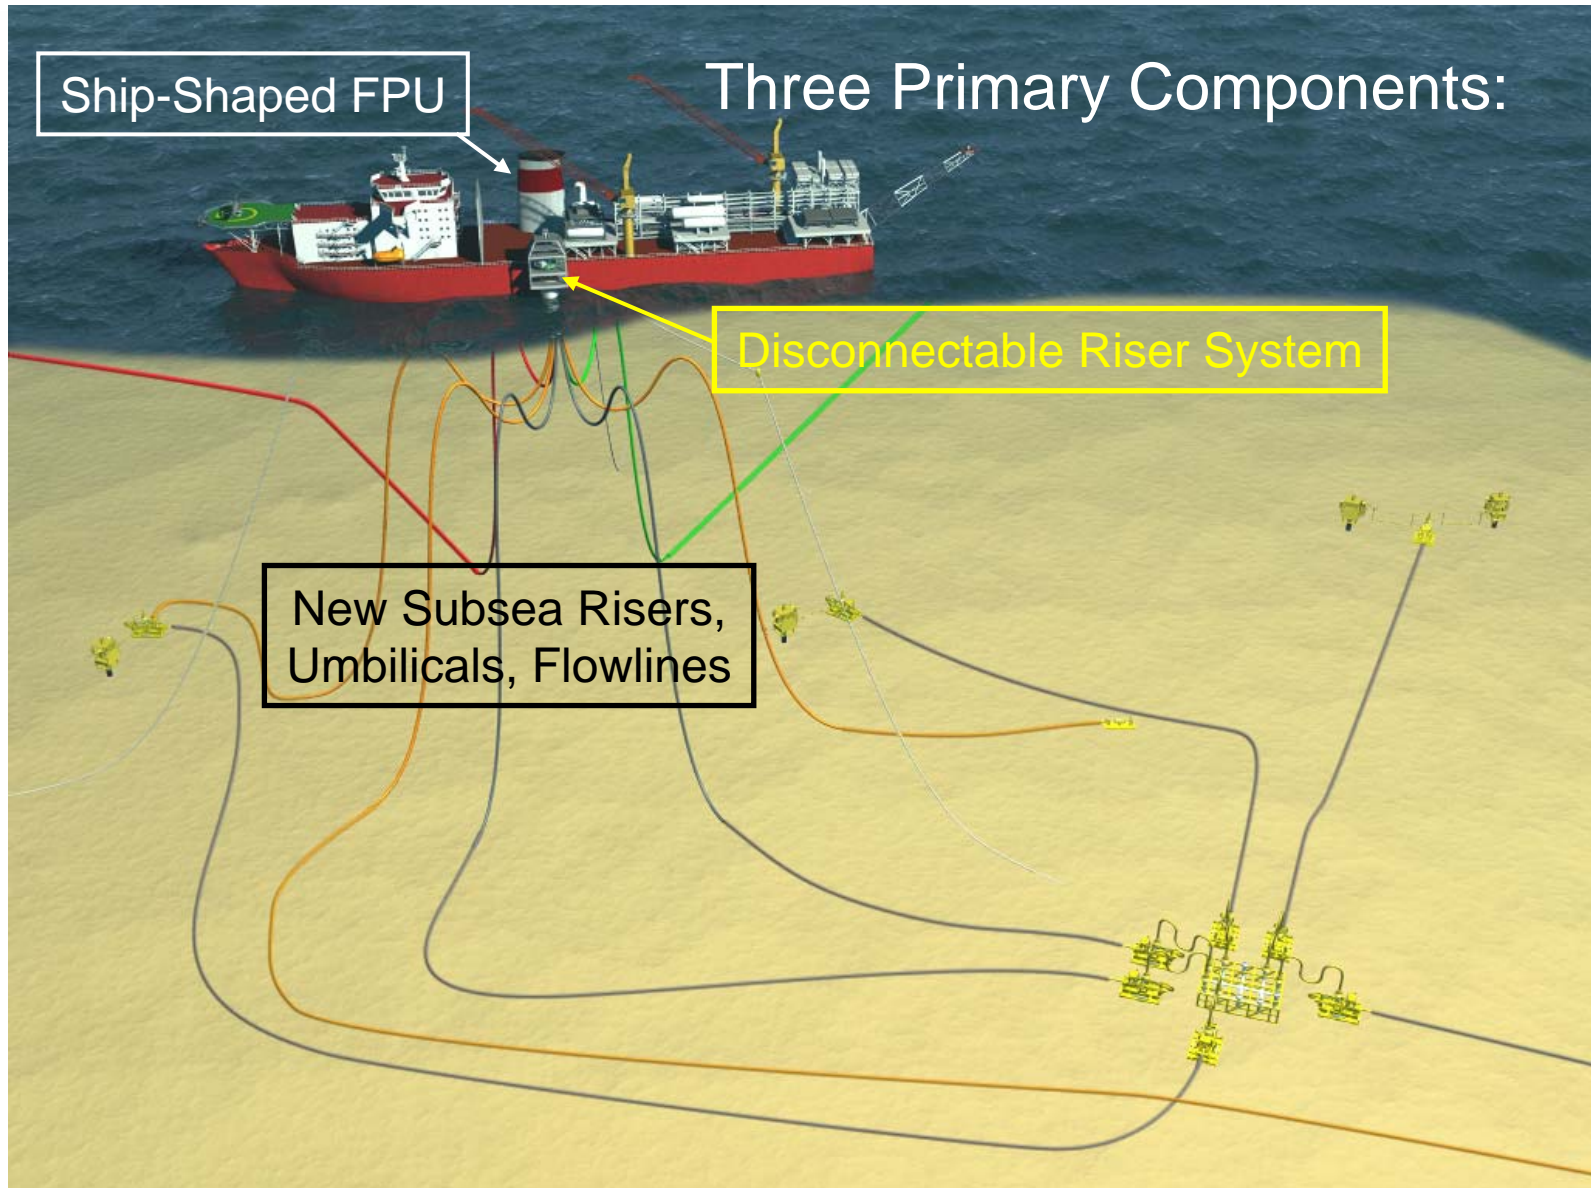 Three Primary Components:
Ship-Shaped FPU
Disconnectable Riser System
New Subsea Risers,
Umbilicals, Flowlines